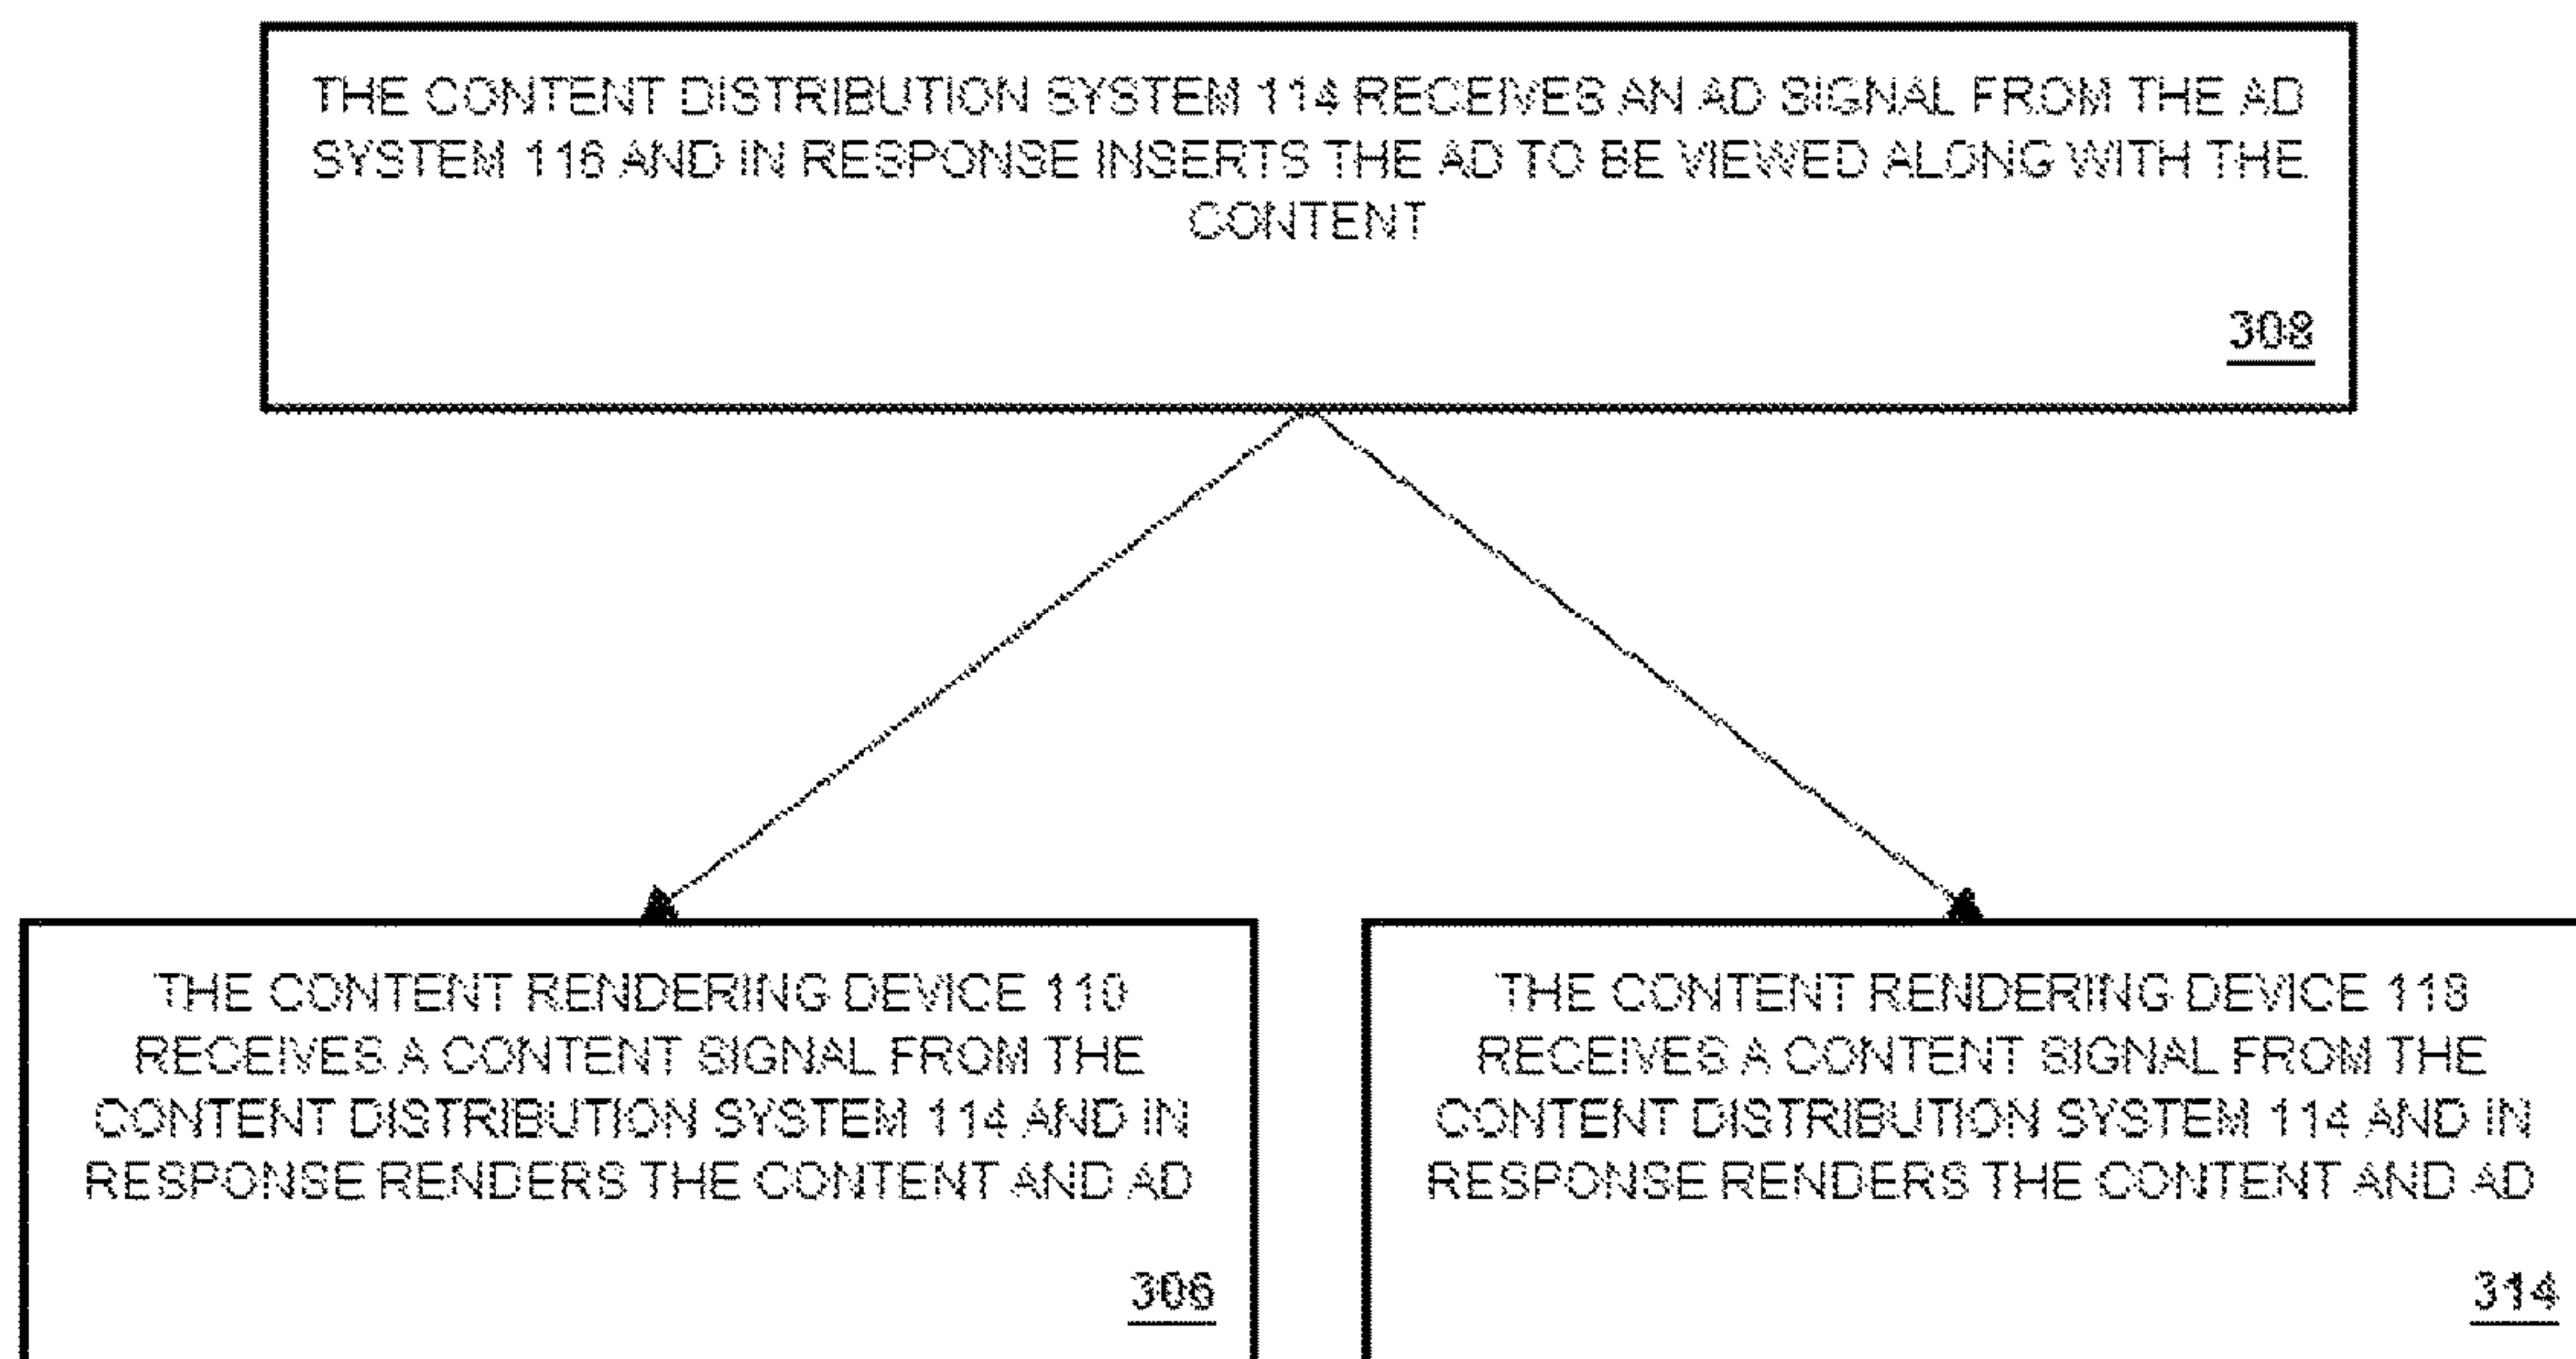 THE CONTENT DISTRIBUTION SYSTEM 114 RECEIVES AN AD SIGNAL FROM THE AD
SYSTEM 116 AND IN RESPONSE INSERTS THE AD TO BE VIEWED ALONG WITH THE
CONTENT
308
THE CONTENT RENDERING DEVICE 110
RECEIVES A CONTENT SIGNAL FROM THE
CONTENT DISTRIBUTION SYSTEM 114 AND IN
RESPONSE RENDERS THE CONTENT AND AD
306
THE CONTENT RENDERING DEVICE 118
RECEIVES A CONTENT SIGNAL FROM THE
CONTENT DISTRIBUTION SYSTEM 114 AND IN
RESPONSE RENDERS THE CONTENT AND AD
314